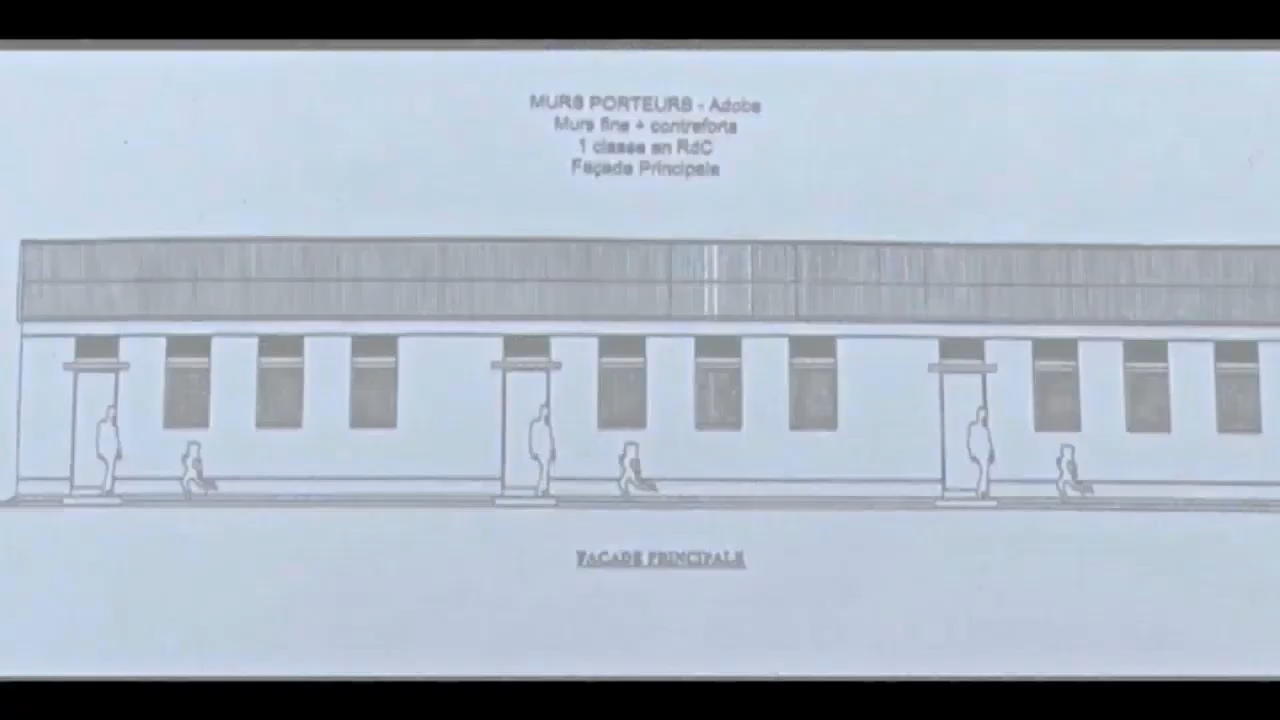 MURS PORTEURS - Adobe
Murs fins + contreforts
1 classe en RdC
Façade Principale
FACADE PRINCIPALE